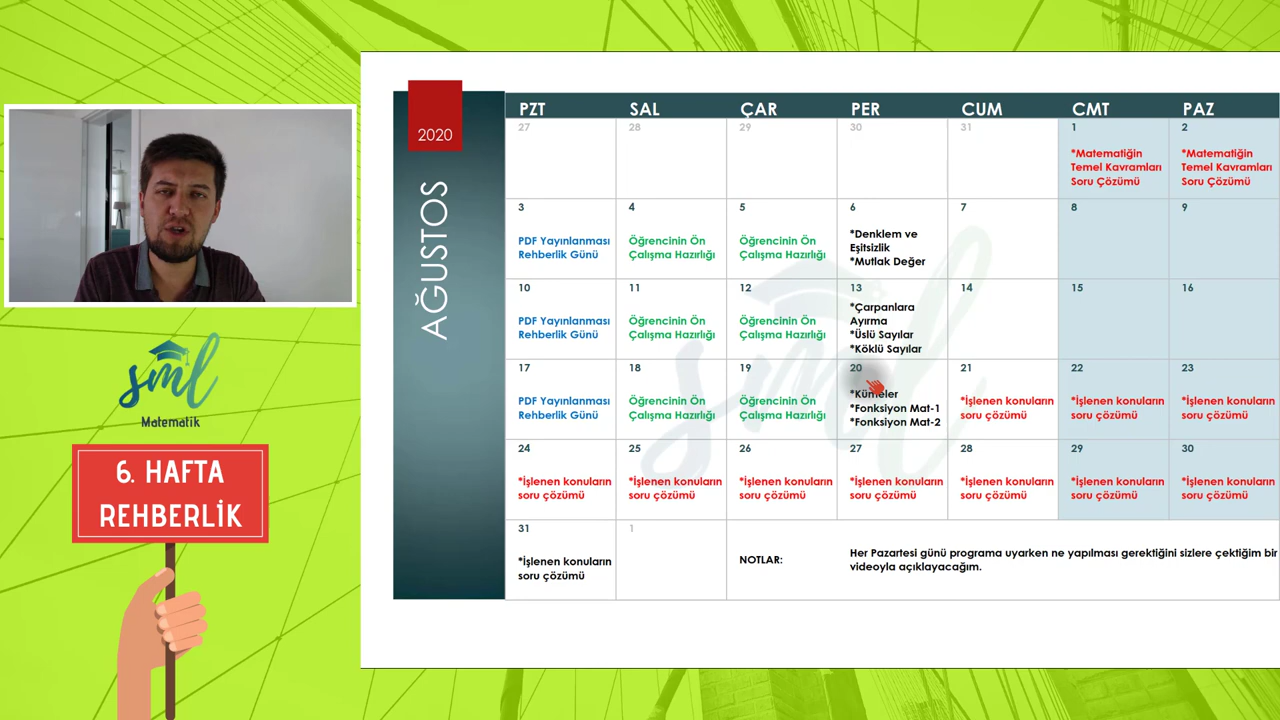 2020
AĞUSTOS
PZT SAL ÇAR PER CUM CMT PAZ
27 28 29 30 31 1 2
*Matematiğin
Temel Kavramları
Soru Çözümü
*Matematiğin
Temel Kavramları
Soru Çözümü
3 4 5 6 7 8 9
PDF Yayınlanması
Rehberlik Günü
Öğrencinin Ön
Çalışma Hazırlığı
Öğrencinin Ön
Çalışma Hazırlığı
*Denklem ve
Eşitsizlik
*Mutlak Değer
10 11 12 13 14 15 16
PDF Yayınlanması
Rehberlik Günü
Öğrencinin Ön
Çalışma Hazırlığı
Öğrencinin Ön
Çalışma Hazırlığı
*Çarpanlara
Ayırma
*Üslü Sayılar
*Köklü Sayılar
17 18 19 20 21 22 23
PDF Yayınlanması
Rehberlik Günü
Öğrencinin Ön
Çalışma Hazırlığı
Öğrencinin Ön
Çalışma Hazırlığı
*Kümeler
*Fonksiyon Mat-1
*Fonksiyon Mat-2
*İşlenen konuların
soru çözümü
*İşlenen konuların
soru çözümü
*İşlenen konuların
soru çözümü
24 25 26 27 28 29 30
*İşlenen konuların
soru çözümü
*İşlenen konuların
soru çözümü
*İşlenen konuların
soru çözümü
*İşlenen konuların
soru çözümü
*İşlenen konuların
soru çözümü
*İşlenen konuların
soru çözümü
*İşlenen konuların
soru çözümü
31 1
*İşlenen konuların
soru çözümü
NOTLAR:
Her Pazartesi günü programa uyarken ne yapılması gerektiğini sizlere çektiğim bir
videoyla açıklayacağım.
sml
sml
Matematik
6. HAFTA
REHBERLİK